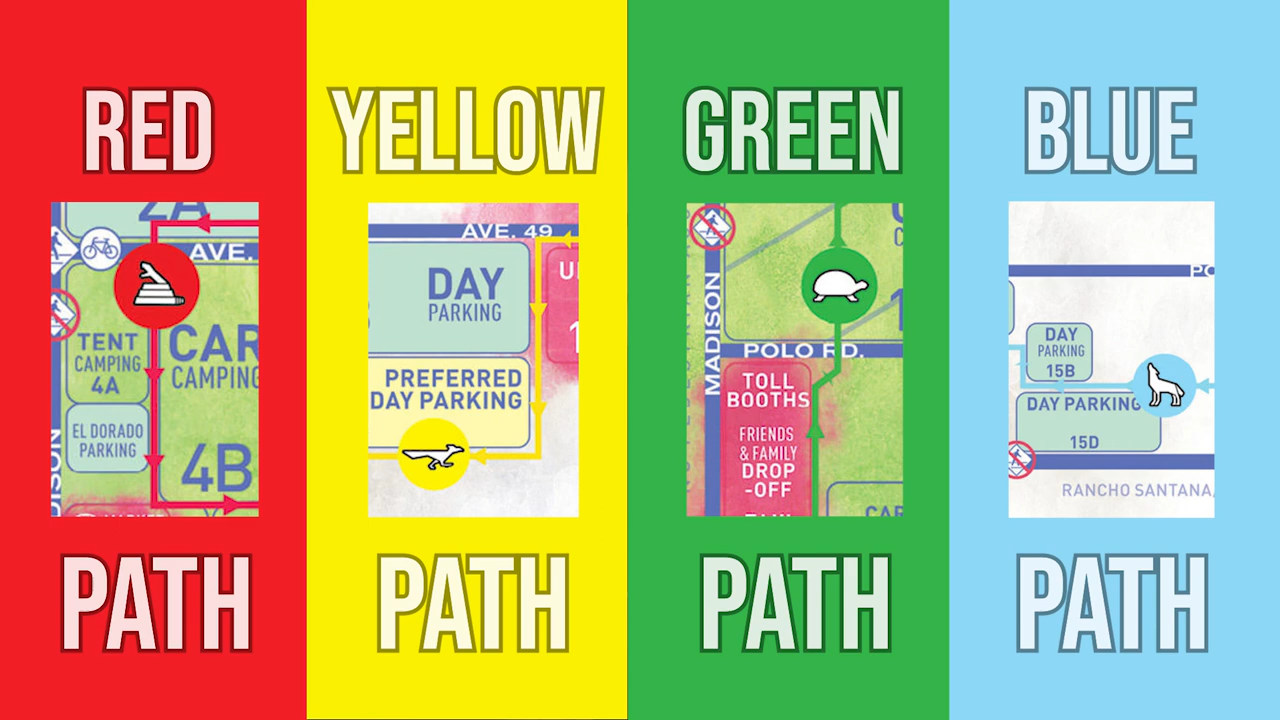 RED
2A
AVE.
TENT
CAMPING
4A
CAR
CAMPING
EL DORADO
PARKING
4B
PATH
YELLOW
AVE. 49
DAY
PARKING
PREFERRED
DAY PARKING
PATH
GREEN
MADISON
POLO RD.
TOLL
BOOTHS
FRIENDS
& FAMILY
DROP
-OFF
PATH
BLUE
DAY
PARKING
15B
DAY PARKING
15D
RANCHO SANTANA
PATH